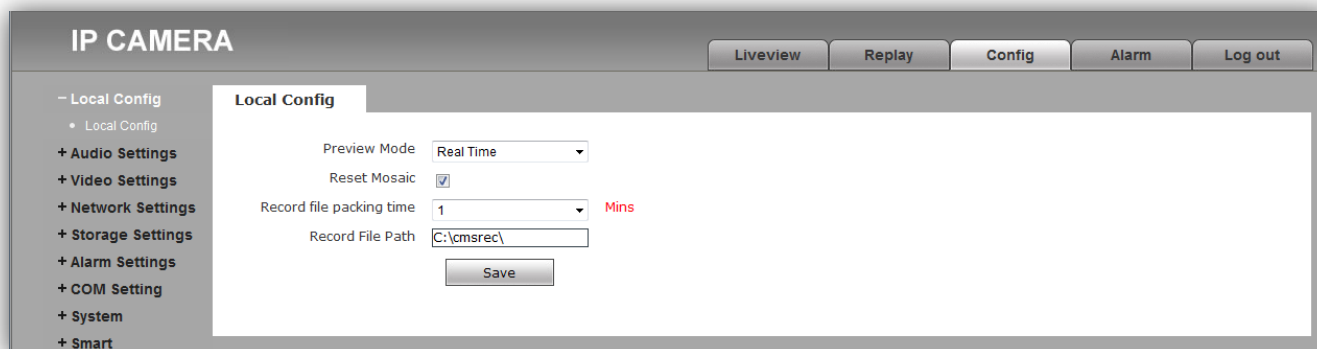 IP CAMERA
Liveview Replay Config Alarm Log out
− Local Config
• Local Config
+ Audio Settings
+ Video Settings
+ Network Settings
+ Storage Settings
+ Alarm Settings
+ COM Setting
+ System
+ Smart
Local Config
Preview Mode Real Time
Reset Mosaic
Record file packing time 1 Mins
Record File Path C:\cmsrec\
Save